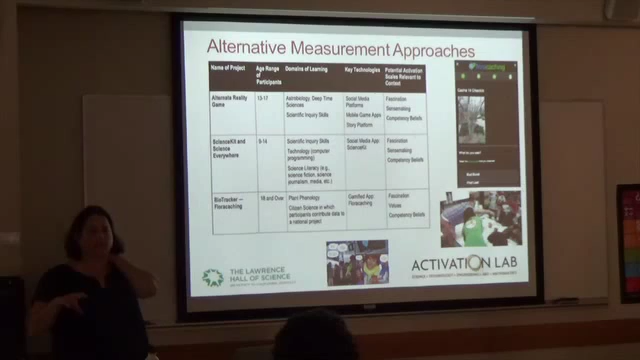 Alternative Measurement Approaches
Name of Project
Age Range of Participants
Domains of Learning
Key Technologies
Potential Activation Scales Relevant to Context
Alternate Reality Game
13-17
Astrobiology: Deep Time Sciences
Scientific Inquiry Skills
Social Media Platforms
Mobile Game Apps
Story Platform
Fascination
Sensemaking
Competency Beliefs
ScienceKit and Science Everywhere
Scientific Inquiry Skills
Technology (computer programming)
Science Literacy (e.g., science fiction, science journalism, media, etc.)
Social Media App: ScienceKit
Fascination
Sensemaking
Competency Beliefs
BioTracker — Floracaching
18 and Over
Plant Phenology
Citizen Science in which participants contribute data to a national project
Gamified App: Floracaching
Fascination
Values
Competency Beliefs
floracaching
THE LAWRENCE
HALL OF SCIENCE
ACTIVATION LAB